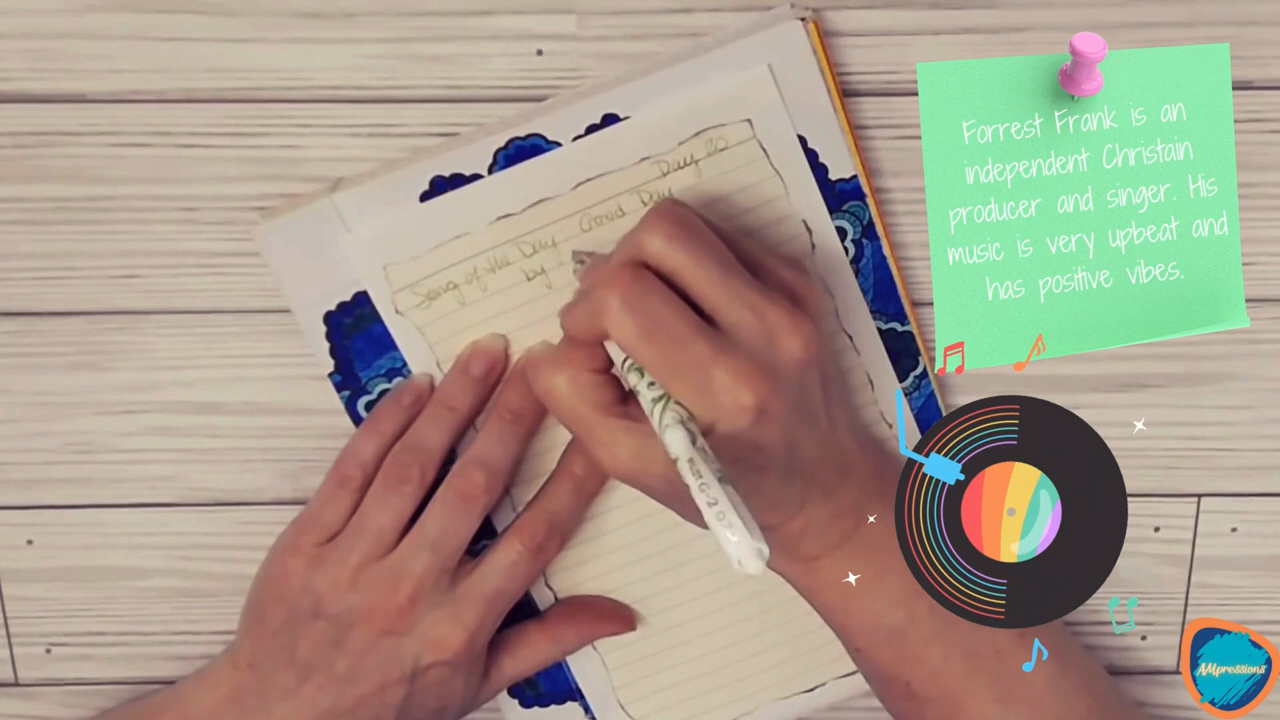 Day 20
Song of the Day Good Day
by
Forrest Frank is an
independent Christain
producer and singer. His
music is very upbeat and
has positive vibes.
AMpressions